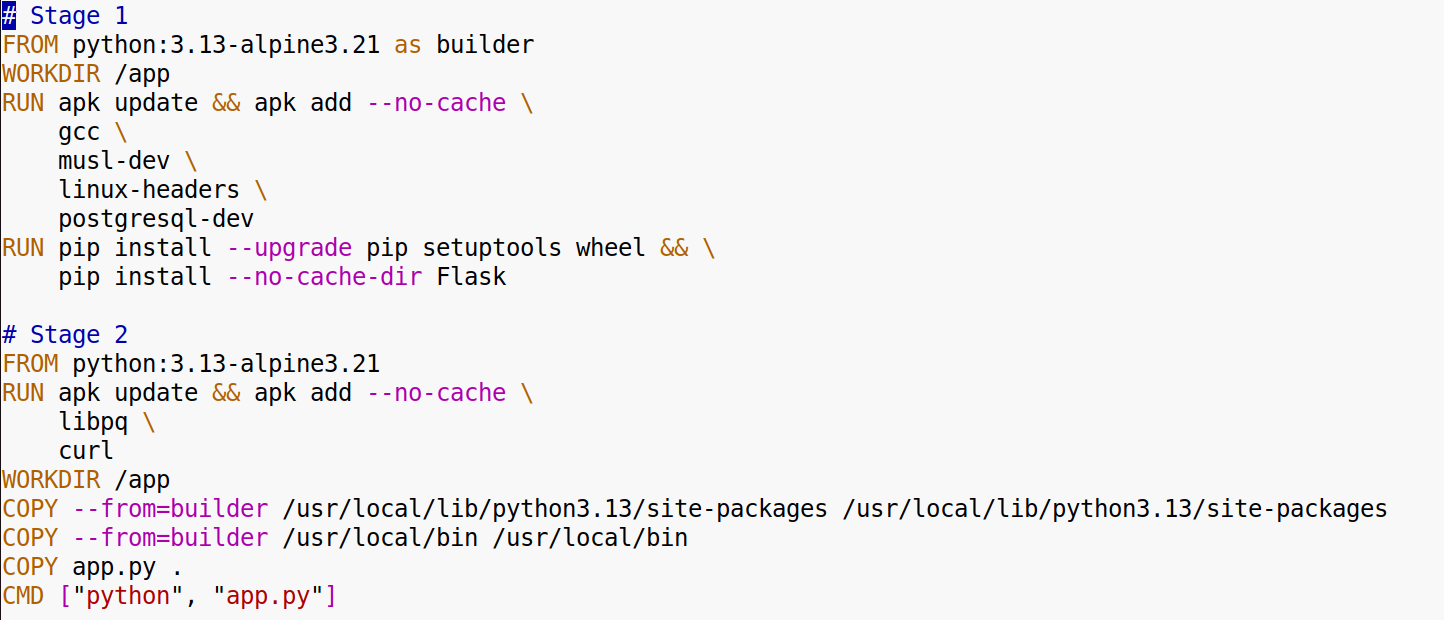 # Stage 1
FROM python:3.13-alpine3.21 as builder
WORKDIR /app
RUN apk update && apk add --no-cache \
    gcc \
    musl-dev \
    linux-headers \
    postgresql-dev
RUN pip install --upgrade pip setuptools wheel && \
    pip install --no-cache-dir Flask

# Stage 2
FROM python:3.13-alpine3.21
RUN apk update && apk add --no-cache \
    libpq \
    curl
WORKDIR /app
COPY --from=builder /usr/local/lib/python3.13/site-packages /usr/local/lib/python3.13/site-packages
COPY --from=builder /usr/local/bin /usr/local/bin
COPY app.py .
CMD ["python", "app.py"]